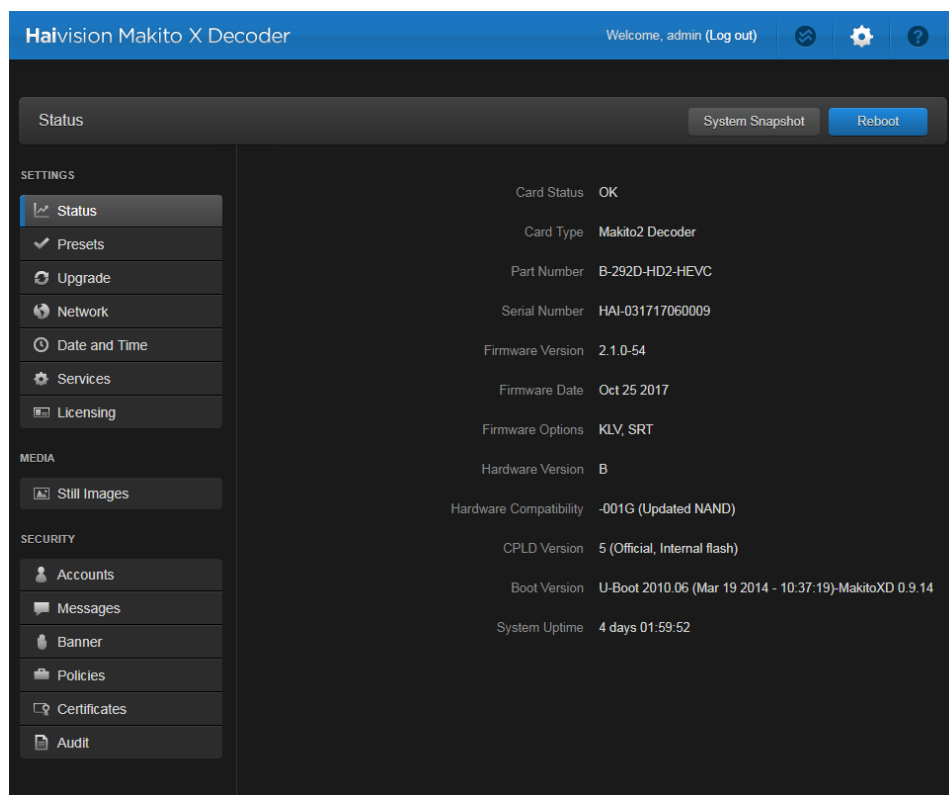 Haivision Makito X Decoder
Welcome, admin (Log out)
?
Status
System Snapshot
Reboot
SETTINGS
Status
Presets
Upgrade
Network
Date and Time
Services
Licensing
MEDIA
Still Images
SECURITY
Accounts
Messages
Banner
Policies
Certificates
Audit
Card Status OK
Card Type Makito2 Decoder
Part Number B-292D-HD2-HEVC
Serial Number HAI-031717060009
Firmware Version 2.1.0-54
Firmware Date Oct 25 2017
Firmware Options KLV, SRT
Hardware Version B
Hardware Compatibility -001G (Updated NAND)
CPLD Version 5 (Official, Internal flash)
Boot Version U-Boot 2010.06 (Mar 19 2014 - 10:37:19)-MakitoXD 0.9.14
System Uptime 4 days 01:59:52